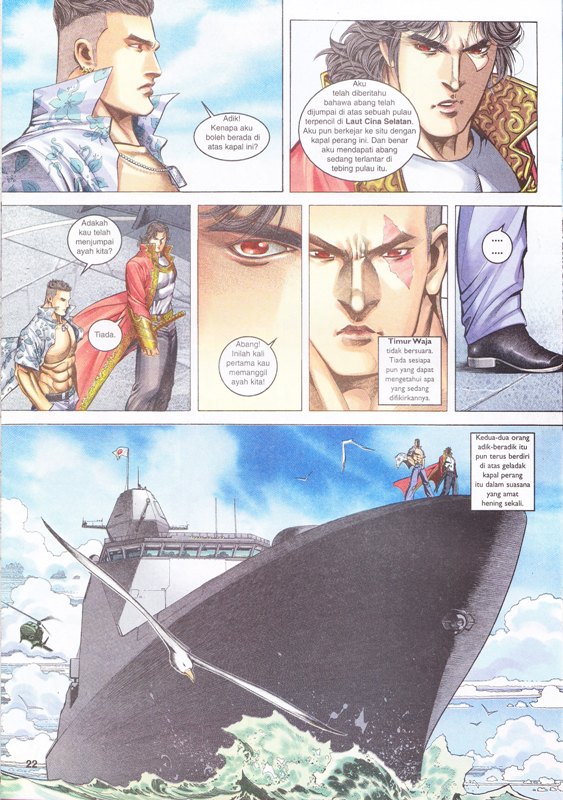 Adik!
Kenapa aku
boleh berada di
atas kapal ini?
Aku
telah diberitahu
bahawa abang telah
dijumpai di atas sebuah pulau
terpencil di Laut Cina Selatan.
Aku pun berkejar ke situ dengan
kapal perang ini. Dan benar
aku mendapati abang
sedang terlantar di
tebing pulau itu.
Adakah
kau telah
menjumpai
ayah kita?
Tiada.
Abang!
Inilah kali
pertama kau
memanggil
ayah kita!
Timur Waja
tidak bersuara.
Tiada sesiapa
pun yang dapat
mengetahui apa
yang sedang
difikirkannya.
....
....
Kedua-dua orang
adik-beradik itu
pun terus berdiri
di atas geladak
kapal perang
itu dalam suasana
yang amat
hening sekali.
22